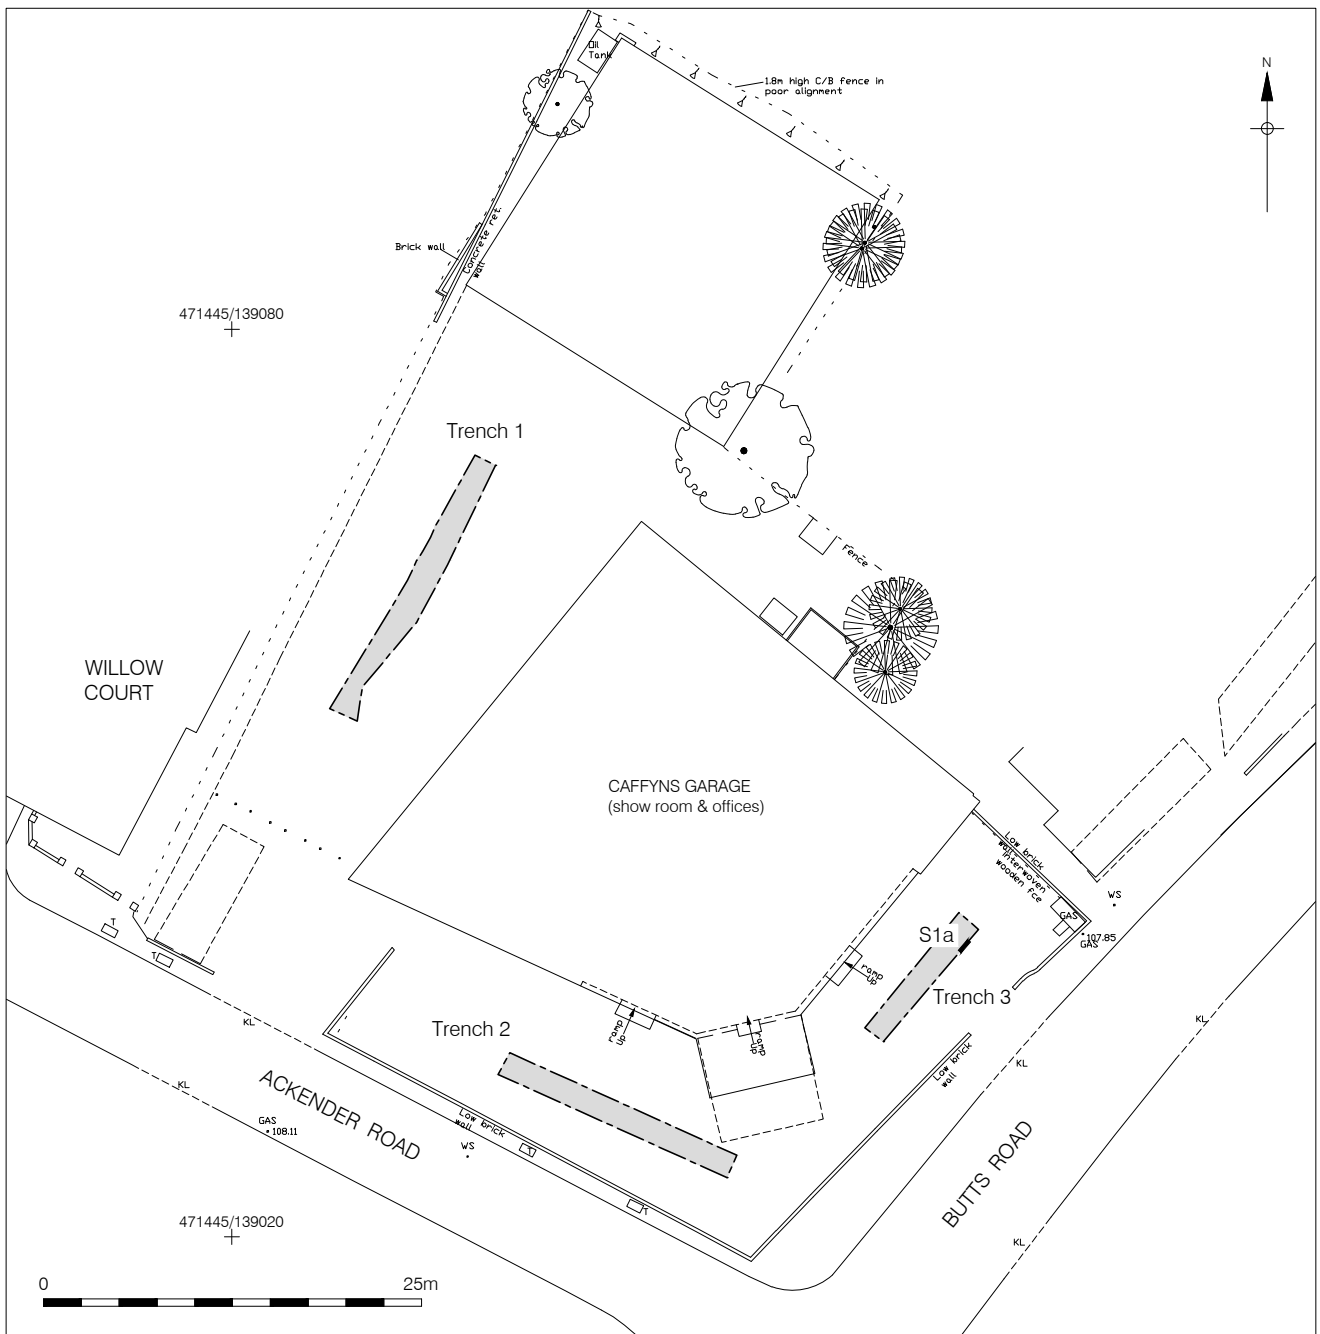 Oil
Tank
1.8m high C/B fence in
poor alignment
N
Brick wall
Concrete ret.
wall
471445/139080
Trench 1
Fence
WILLOW
COURT
CAFFYNS GARAGE
(show room & offices)
Low brick
wall-
interwoven
wooden fce
WS
GAS
107.85
GAS
S1a
Trench 3
ramp
Up
ramp
Up
ramp
Up
Trench 2
T
T
KL
KL
KL
KL
KL
Low brick
wall
ACKENDER ROAD
GAS
108.11
Low brick
wall
WS
T
T
BUTTS ROAD
471445/139020
0
25m